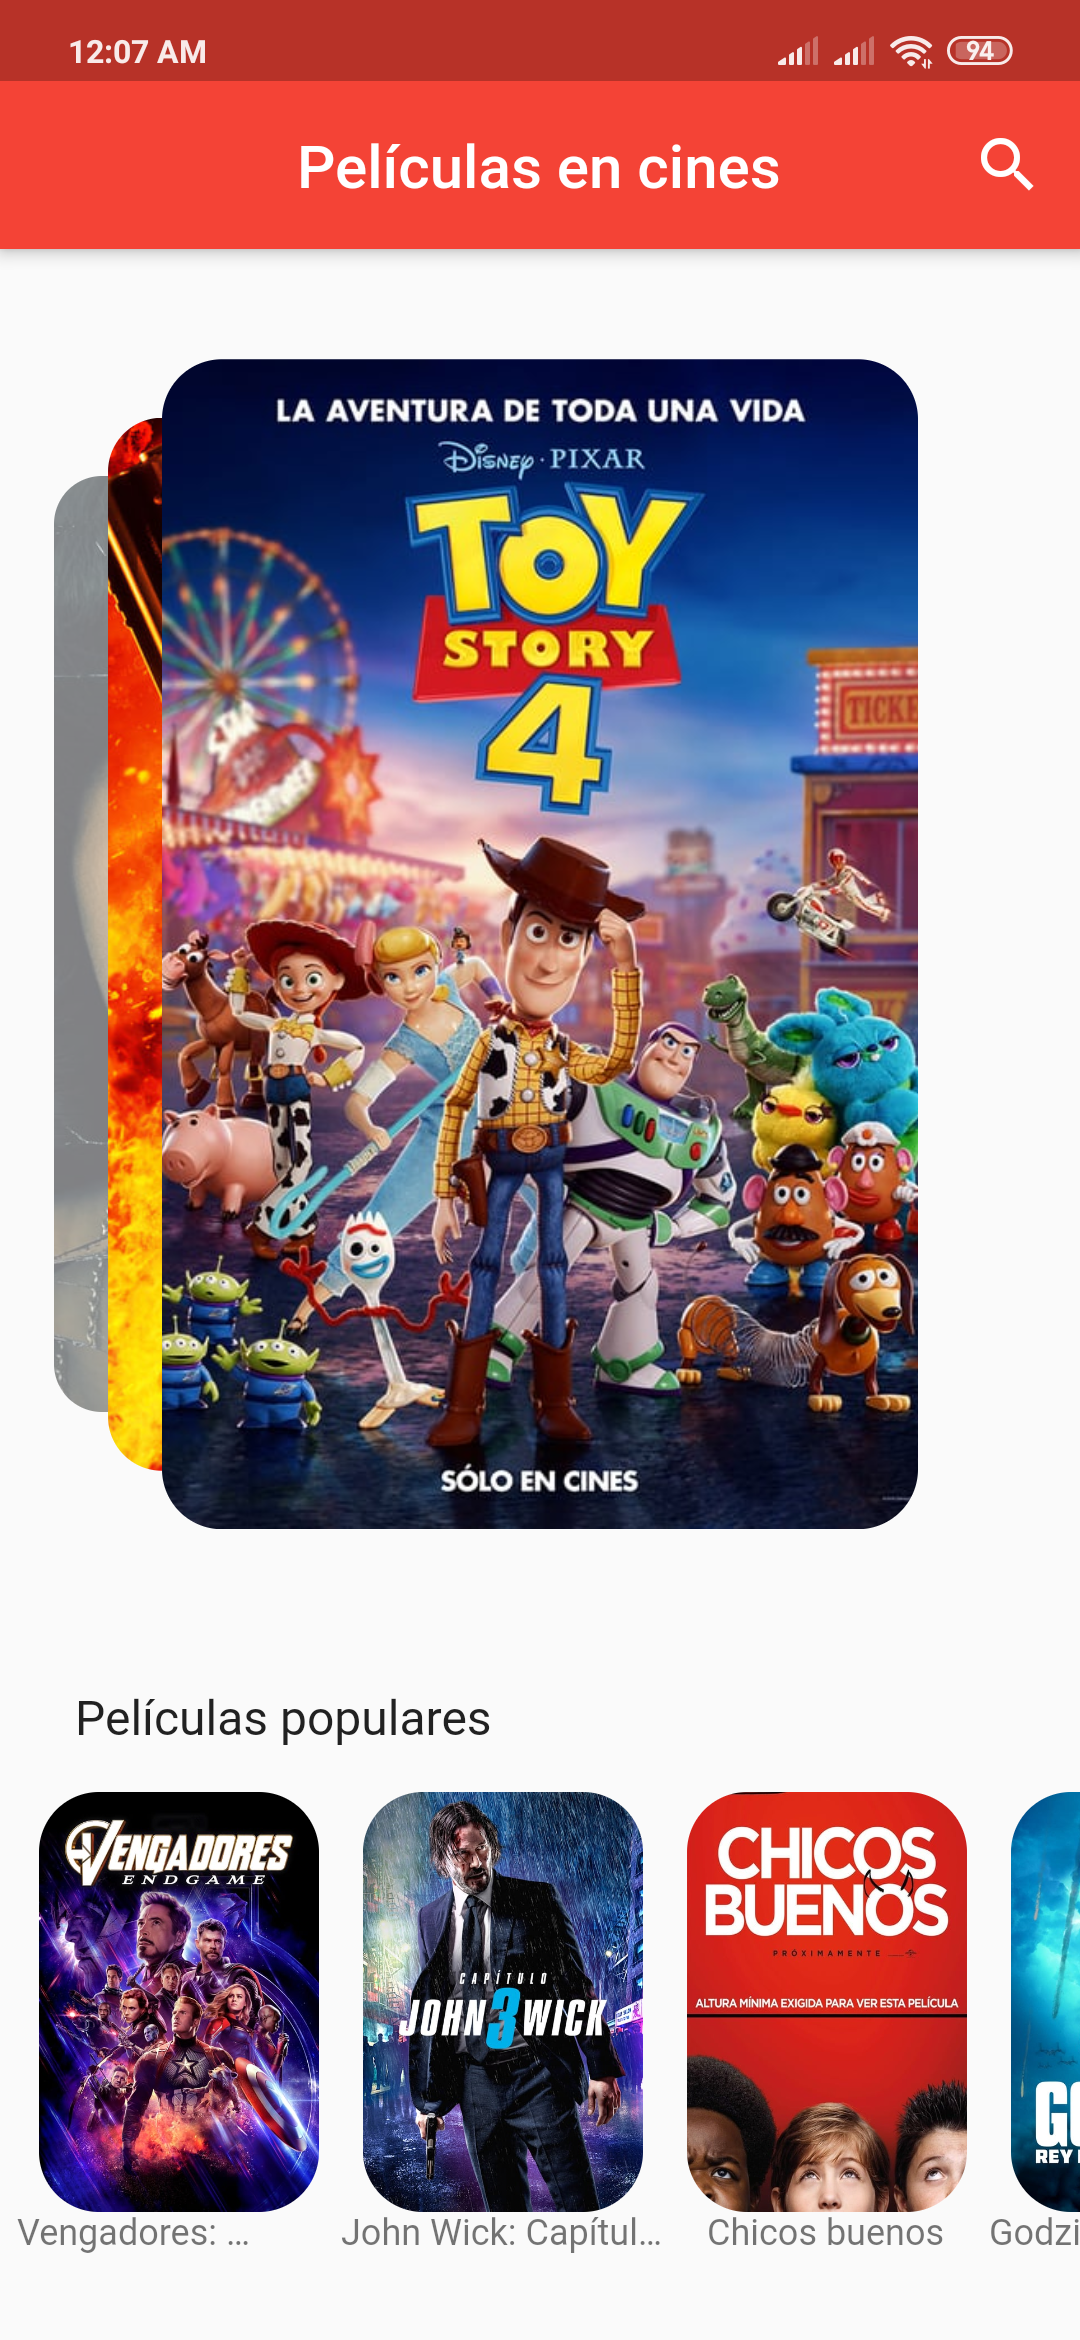 12:07 AM
94
Películas en cines
LA AVENTURA DE TODA UNA VIDA
Disney · PIXAR
TOY
STORY
4
TICKE
SÓLO EN CINES
Películas populares
VENGADORES
ENDGAME
CAPÍTULO
JOHN 3 WICK
CHICOS
BUENOS
PRÓXIMAMENTE
ALTURA MÍNIMA EXIGIDA PARA VER ESTA PELÍCULA
GO
REY
Vengadores: ...
John Wick: Capítul...
Chicos buenos
Godzi